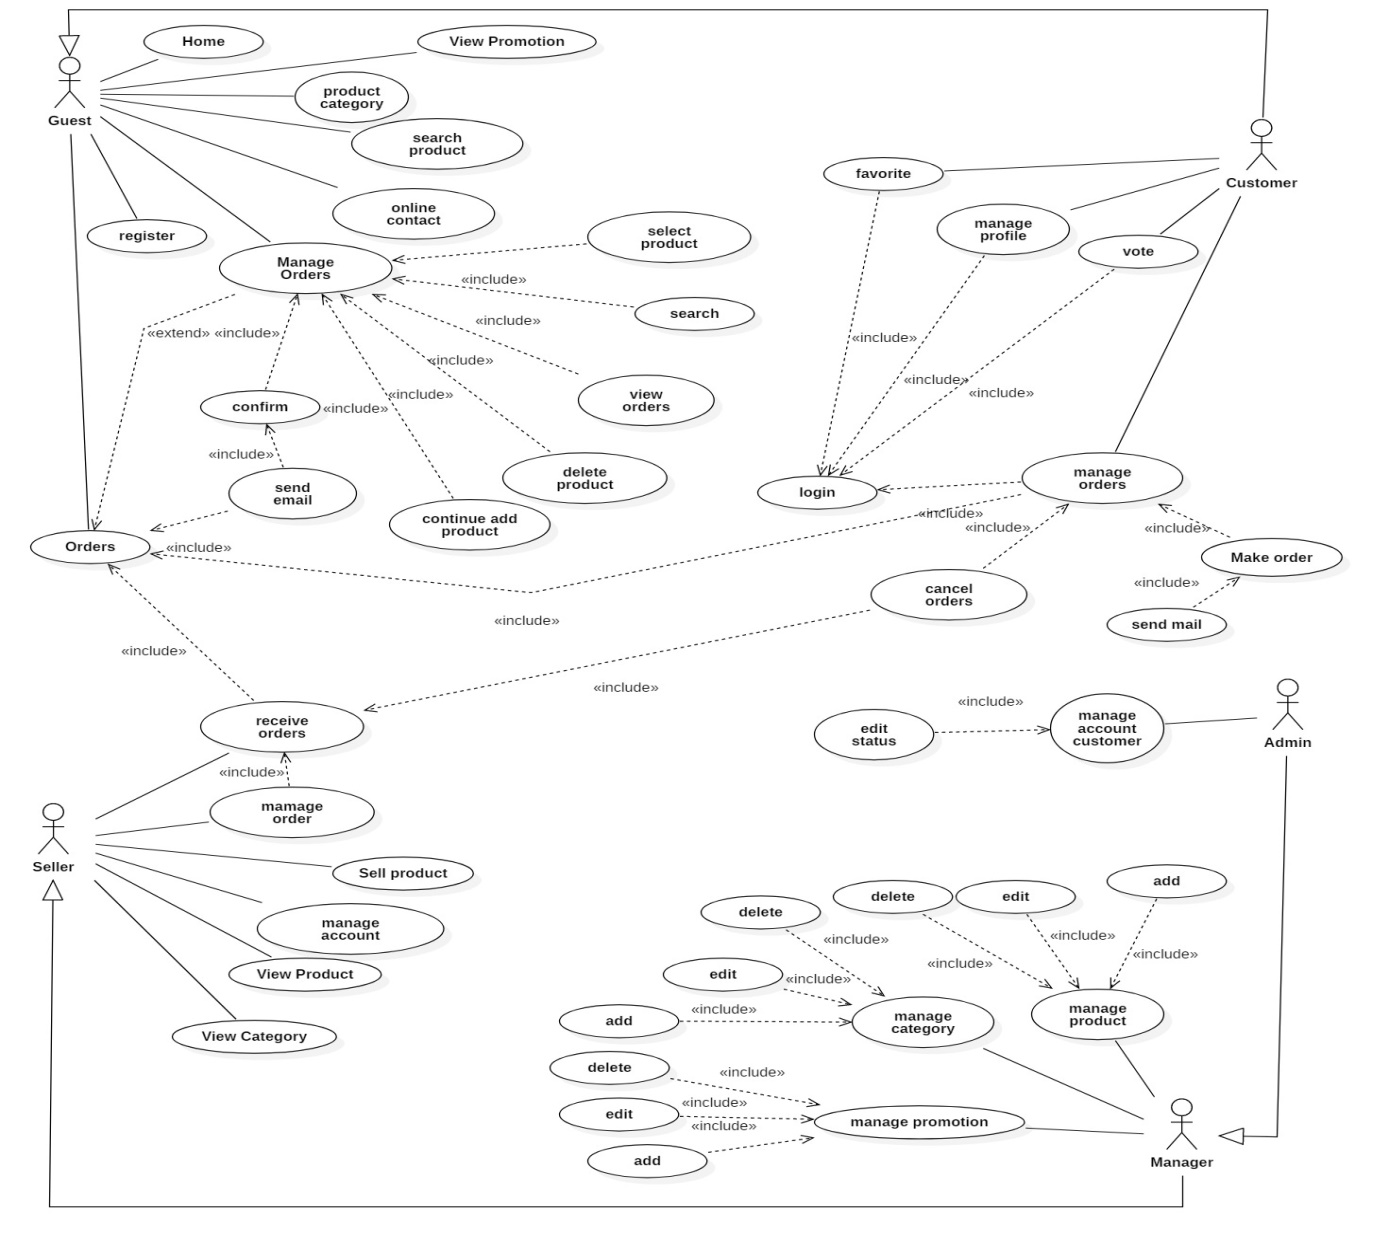 Home
View Promotion
product
category
Guest
search
product
favorite
Customer
online
contact
manage
profile
register
select
product
vote
Manage
Orders
«include»
search
«include»
«extend»
«include»
«include»
«include»
«include»
view
orders
«include»
«include»
«include»
confirm
«include»
«include»
send
email
delete
product
login
manage
orders
continue add
product
«include»
«include»
«include»
Orders
«include»
Make order
cancel
orders
«include»
send mail
«include»
«include»
«include»
«include»
receive
orders
edit
status
manage
account
customer
Admin
«include»
mamage
order
Seller
Sell product
manage
account
View Product
View Category
delete
edit
add
delete
«include»
«include»
«include»
«include»
edit
«include»
add
«include»
manage
category
manage
product
delete
«include»
edit
«include»
«include»
manage promotion
add
Manager